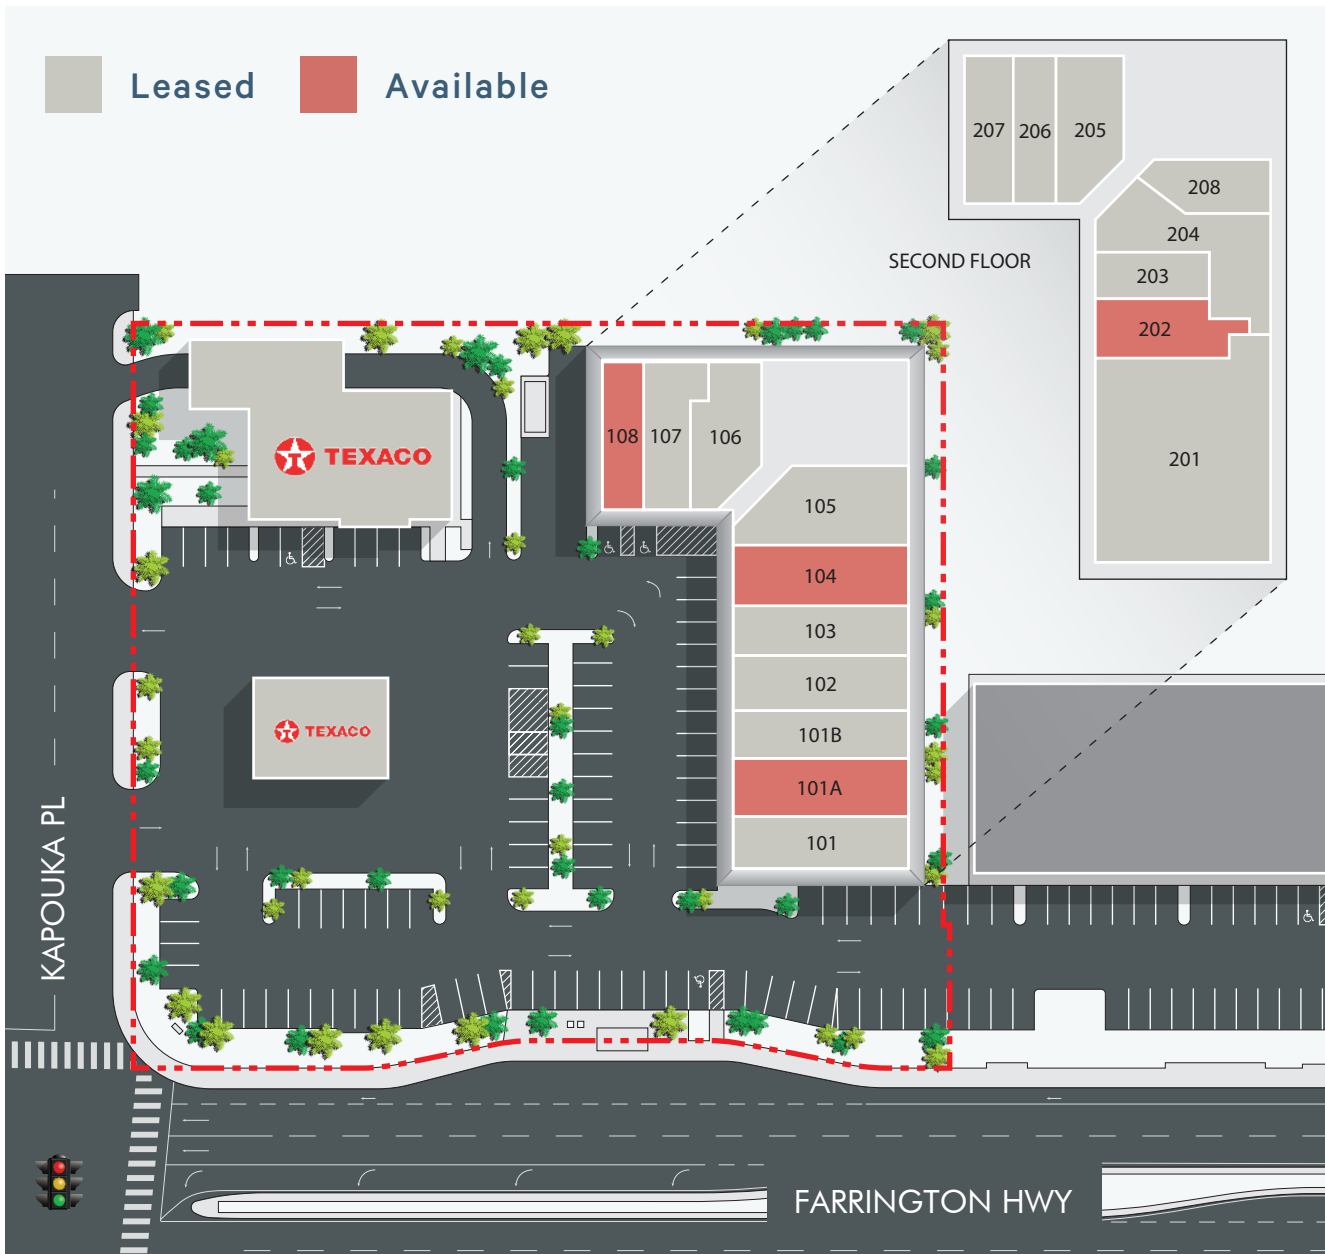 Leased
Available
207
206
205
208
204
SECOND FLOOR
203
202
201
TEXACO
108
107
106
105
104
103
102
TEXACO
101B
101A
101
KAPOUKA PL
FARRINGTON HWY